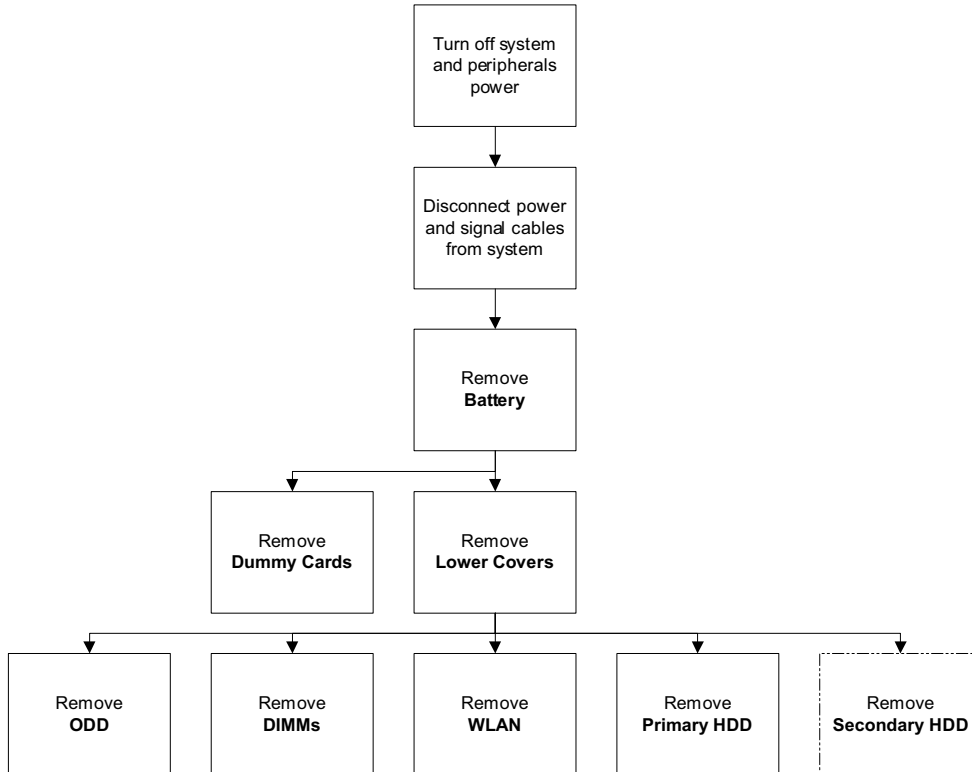 Turn off system
and peripherals
power
Disconnect power
and signal cables
from system
Remove
Battery
Remove
Dummy Cards
Remove
Lower Covers
Remove
ODD
Remove
DIMMs
Remove
WLAN
Remove
Primary HDD
Remove
Secondary HDD